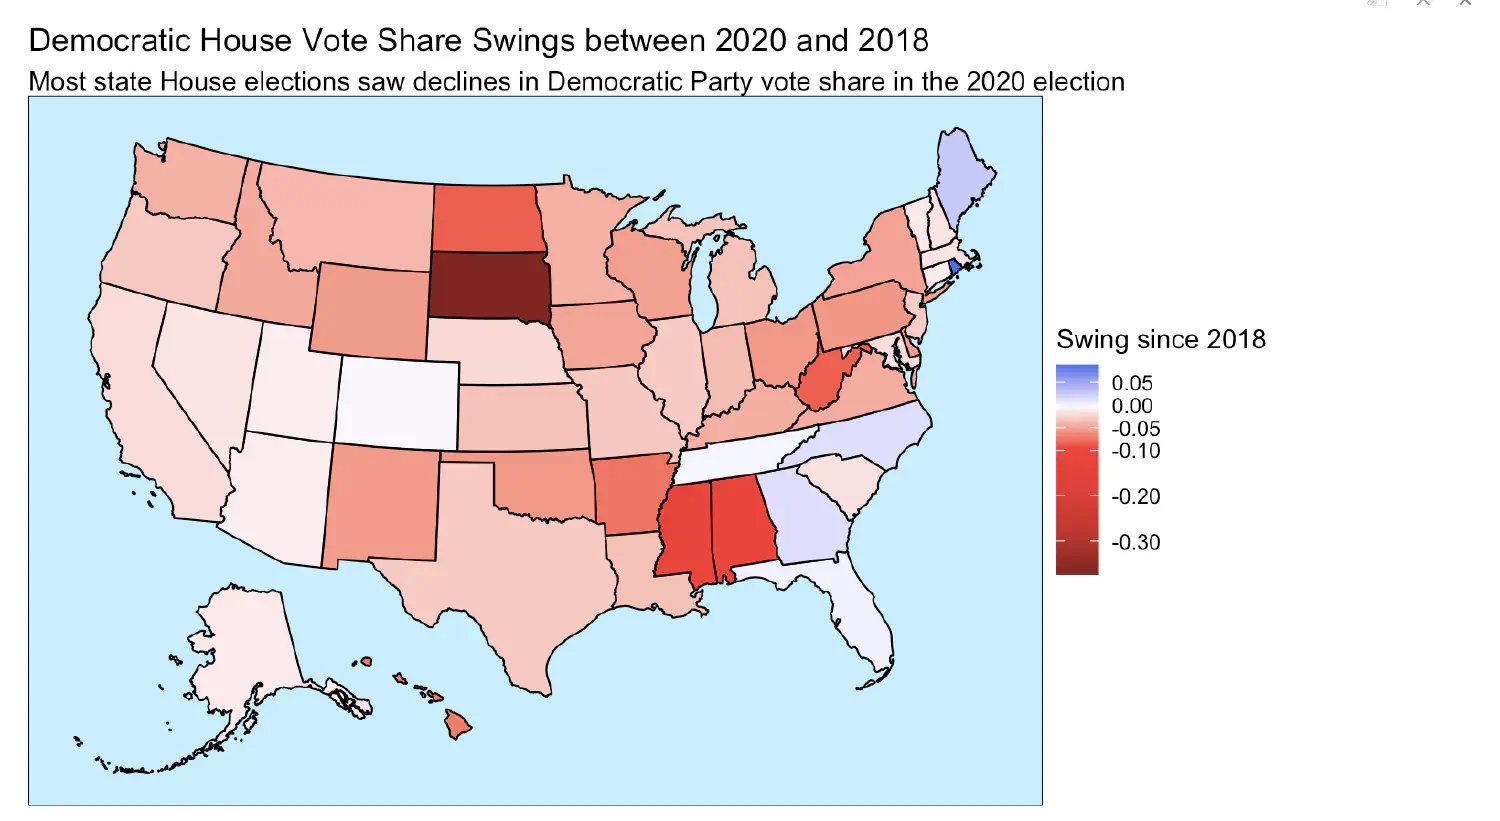 Democratic House Vote Share Swings between 2020 and 2018
Most state House elections saw declines in Democratic Party vote share in the 2020 election
Swing since 2018
0.05
0.00
-0.05
-0.10
-0.20
-0.30